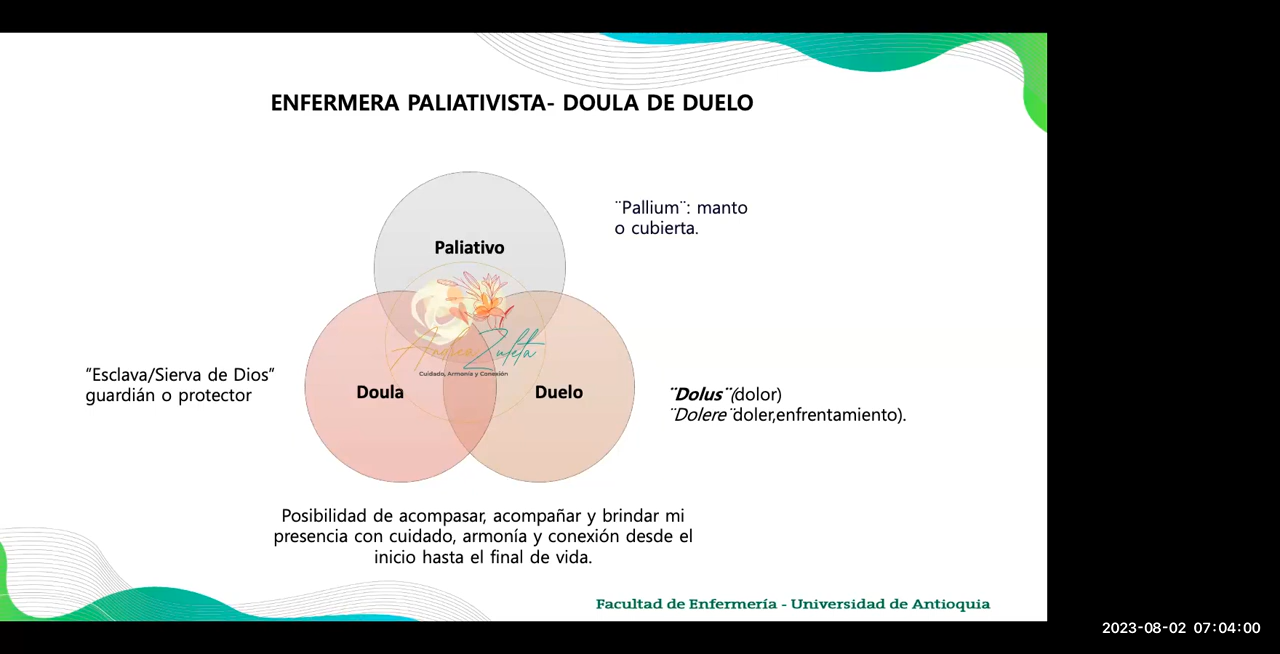 ENFERMERA PALIATIVISTA- DOULA DE DUELO
Paliativo
¨Pallium¨: manto
o cubierta.
Andrea Zuleta
Cuidado, Armonía y Conexión
"Esclava/Sierva de Dios"
guardián o protector
Doula
Duelo
¨Dolus¨(dolor)
¨Dolere¨doler,enfrentamiento).
Posibilidad de acompasar, acompañar y brindar mi
presencia con cuidado, armonía y conexión desde el
inicio hasta el final de vida.
Facultad de Enfermería - Universidad de Antioquia
2023-08-02 07:04:00